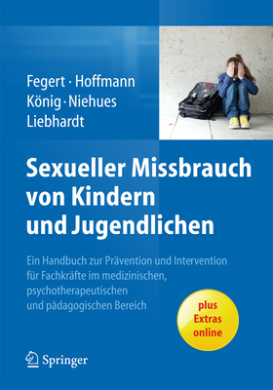 Fegert · Hoffmann
König · Niehues
Liebhardt
Sexueller Missbrauch
von Kindern
und Jugendlichen
Ein Handbuch zur Prävention und Intervention
für Fachkräfte im medizinischen,
psychotherapeutischen
und pädagogischen Bereich
plus
Extras
online
Springer